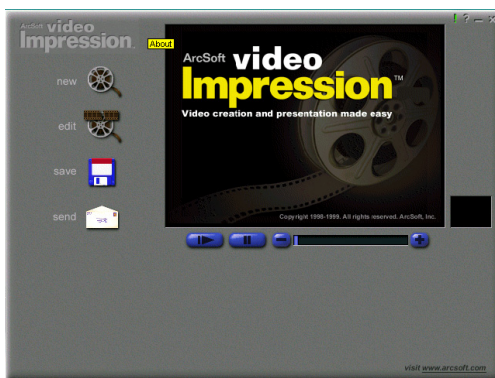 ArcSoft video
Impression
About
new
edit
save
send
ArcSoft video
Impression™
Video creation and presentation made easy
Copyright 1998-1999. All rights reserved. ArcSoft, Inc.
visit www.arcsoft.com